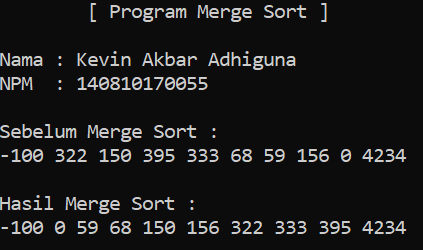 [ Program Merge Sort ]
Nama : Kevin Akbar Adhiguna
NPM  : 140810170055
Sebelum Merge Sort :
-100 322 150 395 333 68 59 156 0 4234
Hasil Merge Sort :
-100 0 59 68 150 156 322 333 395 4234